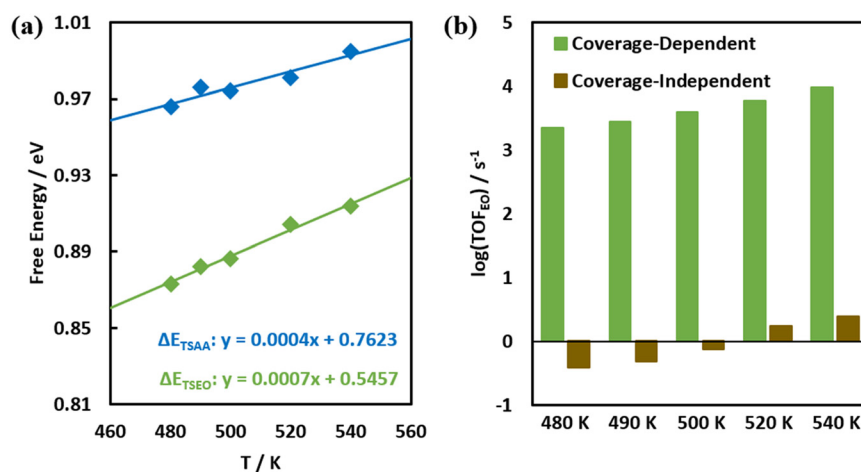 (a)
1.01
0.97
0.93
0.89
0.85
0.81
Free Energy / eV
ΔE_TSAA: y = 0.0004x + 0.7623
ΔE_TSEO: y = 0.0007x + 0.5457
460 480 500 520 540 560
T / K
(b)
5
4
3
2
1
0
-1
log(TOF_EO) / s⁻¹
Coverage-Dependent
Coverage-Independent
480 K 490 K 500 K 520 K 540 K